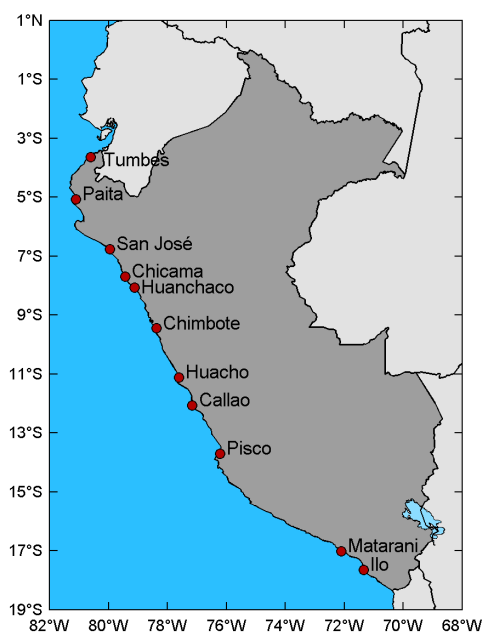 1°N
1°S
3°S
Tumbes
5°S
Paita
San José
7°S
Chicama
Huanchaco
9°S
Chimbote
11°S
Huacho
Callao
13°S
Pisco
15°S
17°S
Matarani
Ilo
19°S
82°W 80°W 78°W 76°W 74°W 72°W 70°W 68°W